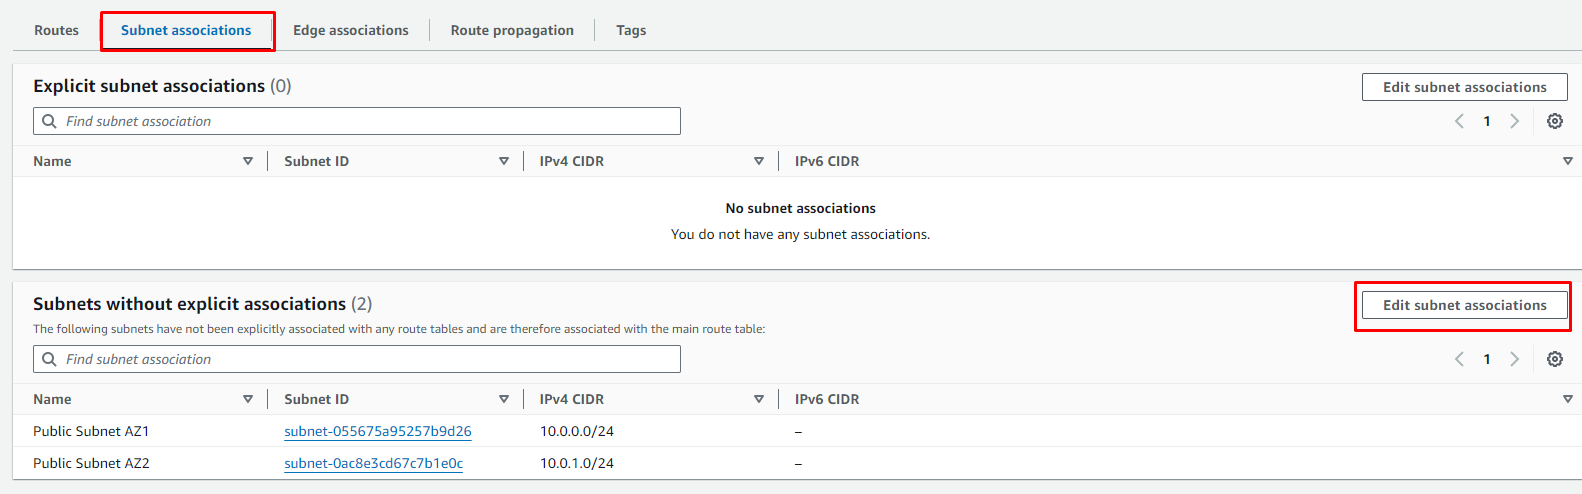 Routes Subnet associations Edge associations Route propagation Tags
Explicit subnet associations (0) Edit subnet associations
Find subnet association 1
Name Subnet ID IPv4 CIDR IPv6 CIDR
No subnet associations
You do not have any subnet associations.
Subnets without explicit associations (2) Edit subnet associations
The following subnets have not been explicitly associated with any route tables and are therefore associated with the main route table:
Find subnet association 1
Name Subnet ID IPv4 CIDR IPv6 CIDR
Public Subnet AZ1 subnet-055675a95257b9d26 10.0.0.0/24 –
Public Subnet AZ2 subnet-0ac8e3cd67c7b1e0c 10.0.1.0/24 –